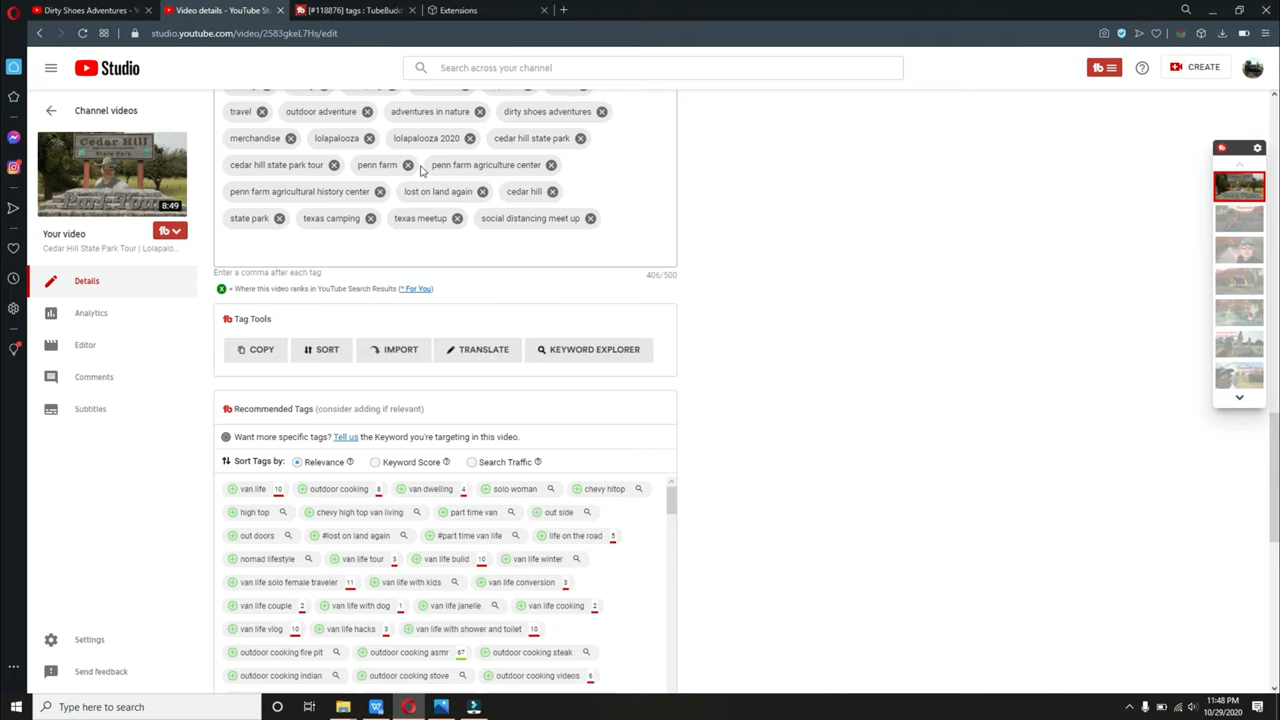 Dirty Shoes Adventures - Y
Video details - YouTube St
[#118876] tags : TubeBudd
Extensions
studio.youtube.com/video/2583gkeL7Hs/edit
Studio
Search across your channel
CREATE
Channel videos
Cedar Hill
State Park
Park Tour
8:49
Your video
Cedar Hill State Park Tour | Lolapalo...
Details
Analytics
Editor
Comments
Subtitles
Settings
Send feedback
travel outdoor adventure adventures in nature dirty shoes adventures
merchandise lolapalooza lolapalooza 2020 cedar hill state park
cedar hill state park tour penn farm penn farm agriculture center
penn farm agricultural history center lost on land again cedar hill
state park texas camping texas meetup social distancing meet up
Enter a comma after each tag 406/500
= Where this video ranks in YouTube Search Results (* For You)
Tag Tools
COPY SORT IMPORT TRANSLATE KEYWORD EXPLORER
Recommended Tags (consider adding if relevant)
Want more specific tags? Tell us the Keyword you're targeting in this video.
Sort Tags by: Relevance Keyword Score Search Traffic
van life 10 outdoor cooking 8 van dwelling 4 solo woman chevy hitop
high top chevy high top van living part time van out side
out doors #lost on land again #part time van life life on the road 5
nomad lifestyle van life tour 3 van life build 10 van life winter
van life solo female traveler 11 van life with kids van life conversion 3
van life couple 2 van life with dog 1 van life janelle van life cooking 2
van life vlog 10 van life hacks 3 van life with shower and toilet 10
outdoor cooking fire pit outdoor cooking asmr 67 outdoor cooking steak
outdoor cooking indian outdoor cooking stove outdoor cooking videos 6
Type here to search
11:48 PM
10/29/2020